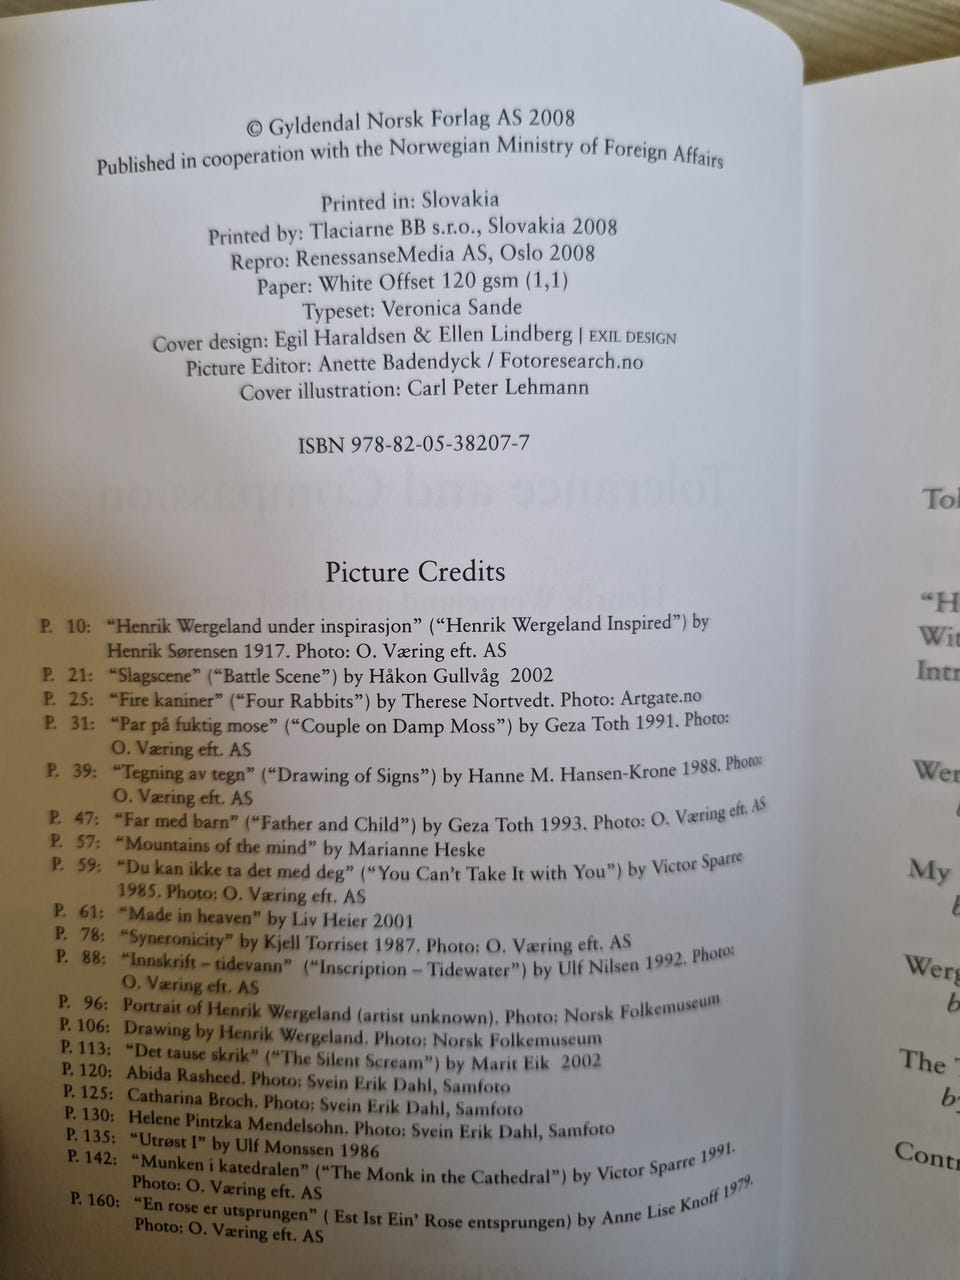 © Gyldendal Norsk Forlag AS 2008
Published in cooperation with the Norwegian Ministry of Foreign Affairs
Printed in: Slovakia
Printed by: Tlaciarne BB s.r.o., Slovakia 2008
Repro: RenessanseMedia AS, Oslo 2008
Paper: White Offset 120 gsm (1,1)
Typeset: Veronica Sande
Cover design: Egil Haraldsen & Ellen Lindberg | EXIL DESIGN
Picture Editor: Anette Badendyck / Fotoresearch.no
Cover illustration: Carl Peter Lehmann
ISBN 978-82-05-38207-7
Picture Credits
P. 10: “Henrik Wergeland under inspirasjon” (“Henrik Wergeland Inspired”) by
Henrik Sørensen 1917. Photo: O. Væring eft. AS
P. 21: “Slagscene” (“Battle Scene”) by Håkon Gullvåg 2002
P. 25: “Fire kaniner” (“Four Rabbits”) by Therese Nortvedt. Photo: Artgate.no
P. 31: “Par på fuktig mose” (“Couple on Damp Moss”) by Geza Toth 1991. Photo:
O. Væring eft. AS
P. 39: “Tegning av tegn” (“Drawing of Signs”) by Hanne M. Hansen-Krone 1988. Photo:
O. Væring eft. AS
P. 47: “Far med barn” (“Father and Child”) by Geza Toth 1993. Photo: O. Væring eft. AS
P. 57: “Mountains of the mind” by Marianne Heske
P. 59: “Du kan ikke ta det med deg” (“You Can’t Take It with You”) by Victor Sparre
1985. Photo: O. Væring eft. AS
P. 61: “Made in heaven” by Liv Heier 2001
P. 78: “Syneronicity” by Kjell Torriset 1987. Photo: O. Væring eft. AS
P. 88: “Innskrift – tidevann” (“Inscription – Tidewater”) by Ulf Nilsen 1992. Photo:
O. Væring eft. AS
P. 96: Portrait of Henrik Wergeland (artist unknown). Photo: Norsk Folkemuseum
P. 106: Drawing by Henrik Wergeland. Photo: Norsk Folkemuseum
P. 113: “Det tause skrik” (“The Silent Scream”) by Marit Eik 2002
P. 120: Abida Rasheed. Photo: Svein Erik Dahl, Samfoto
P. 125: Catharina Broch. Photo: Svein Erik Dahl, Samfoto
P. 130: Helene Pintzka Mendelsohn. Photo: Svein Erik Dahl, Samfoto
P. 135: “Utrøst I” by Ulf Monssen 1986
P. 142: “Munken i katedralen” (“The Monk in the Cathedral”) by Victor Sparre 1991.
Photo: O. Væring eft. AS
P. 160: “En rose er utsprungen” ( Est Ist Ein’ Rose entsprungen) by Anne Lise Knoff 1979.
Photo: O. Væring eft. AS
My
The